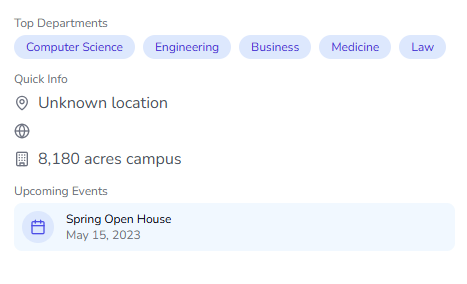 Top Departments
Computer Science Engineering Business Medicine Law
Quick Info
Unknown location
8,180 acres campus
Upcoming Events
Spring Open House
May 15, 2023